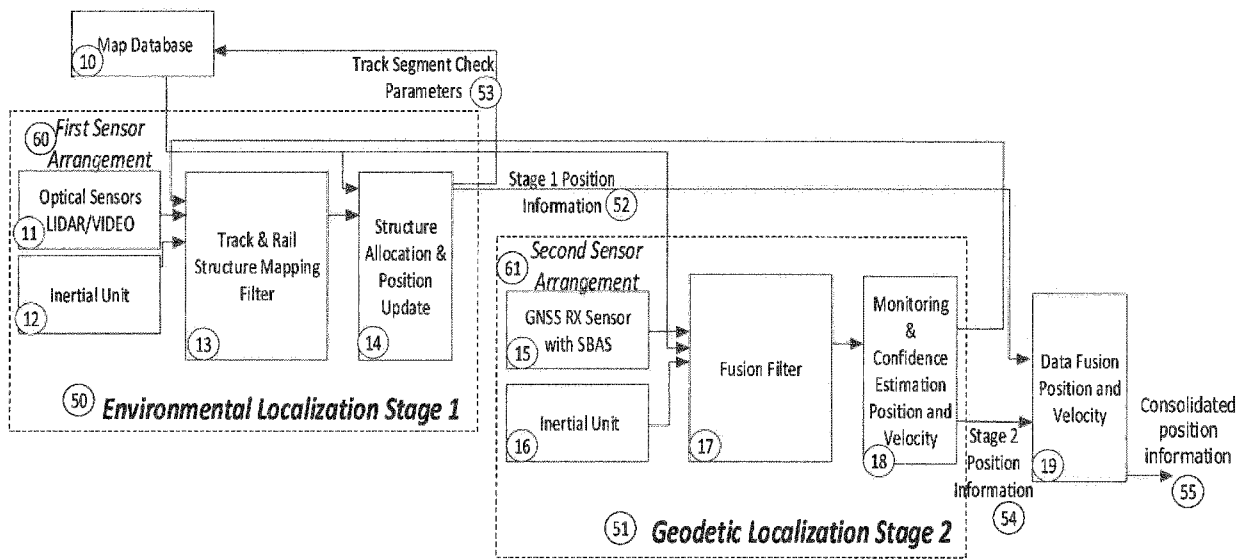 Map Database
10
Track Segment Check
Parameters 53
60 First Sensor
Arrangement
Optical Sensors
LIDAR/VIDEO
11
Inertial Unit
12
Track & Rail
Structure Mapping
Filter
13
Structure
Allocation &
Position
Update
14
50 Environmental Localization Stage 1
Stage 1 Position
Information 52
61 Second Sensor
Arrangement
GNSS RX Sensor
with SBAS
15
Inertial Unit
16
Fusion Filter
17
Monitoring
&
Confidence
Estimation
Position and
Velocity
18
51 Geodetic Localization Stage 2
Stage 2
Position
Information
54
Data Fusion
Position and
Velocity
19
Consolidated
position
information
55